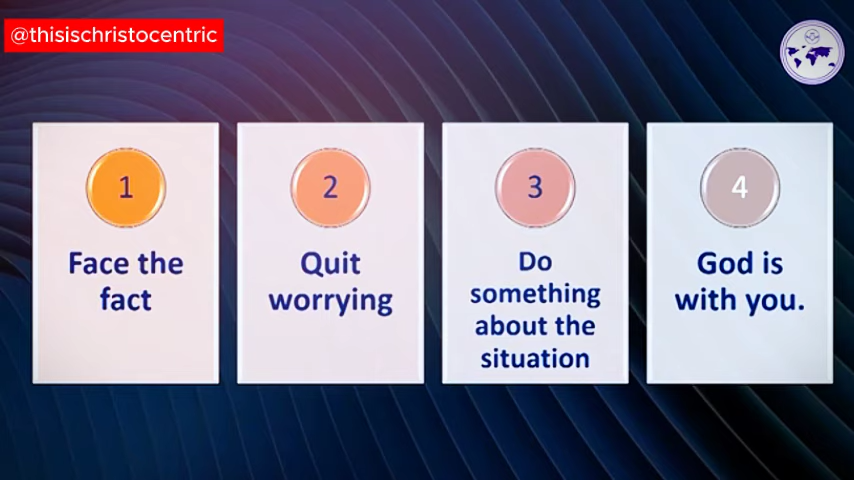 @thisischristocentric
1
Face the
fact
2
Quit
worrying
3
Do
something
about the
situation
4
God is
with you.